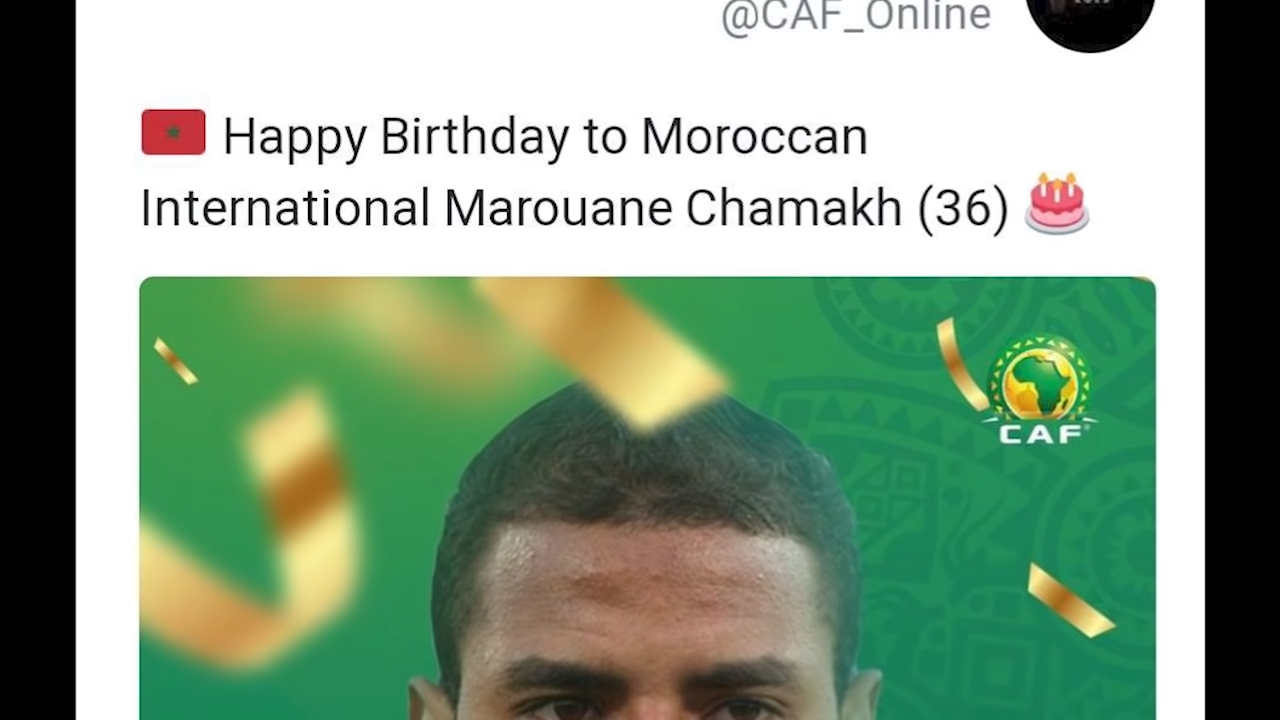 @CAF_Online
🇲🇦 Happy Birthday to Moroccan
International Marouane Chamakh (36) 🎂
CAF